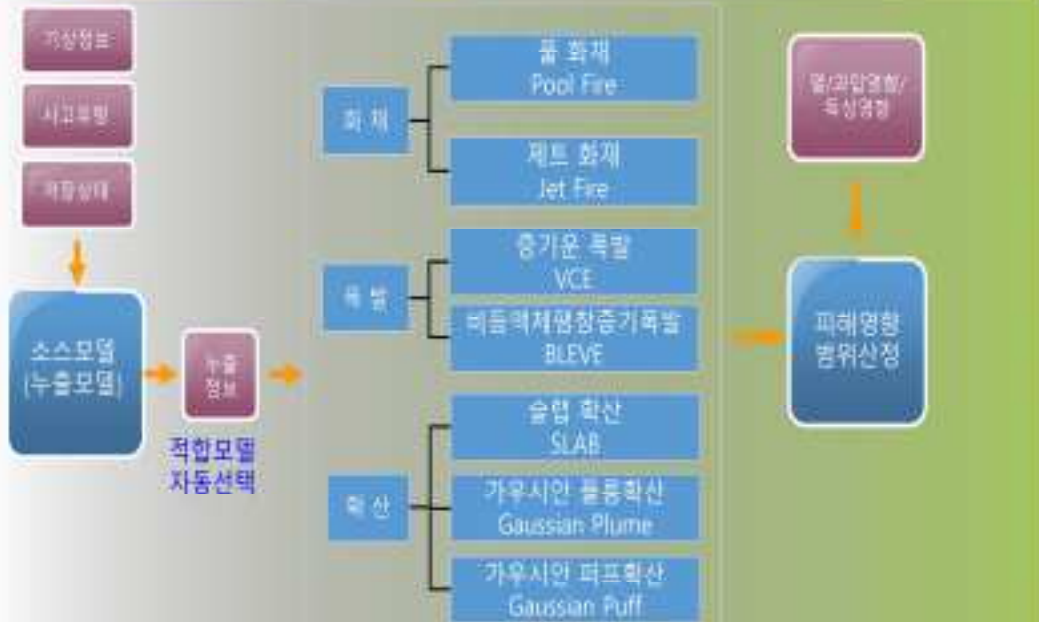 기상정보
사고유형
저장상태
소스모델
(누출모델)
누출
정보
적합모델
자동선택
화 재
풀 화재
Pool Fire
제트 화재
Jet Fire
폭 발
증기운 폭발
VCE
비등액체팽창증기폭발
BLEVE
확 산
슬랩 확산
SLAB
가우시안 플룸확산
Gaussian Plume
가우시안 퍼프확산
Gaussian Puff
열/과압영향/
독성영향
피해영향
범위산정